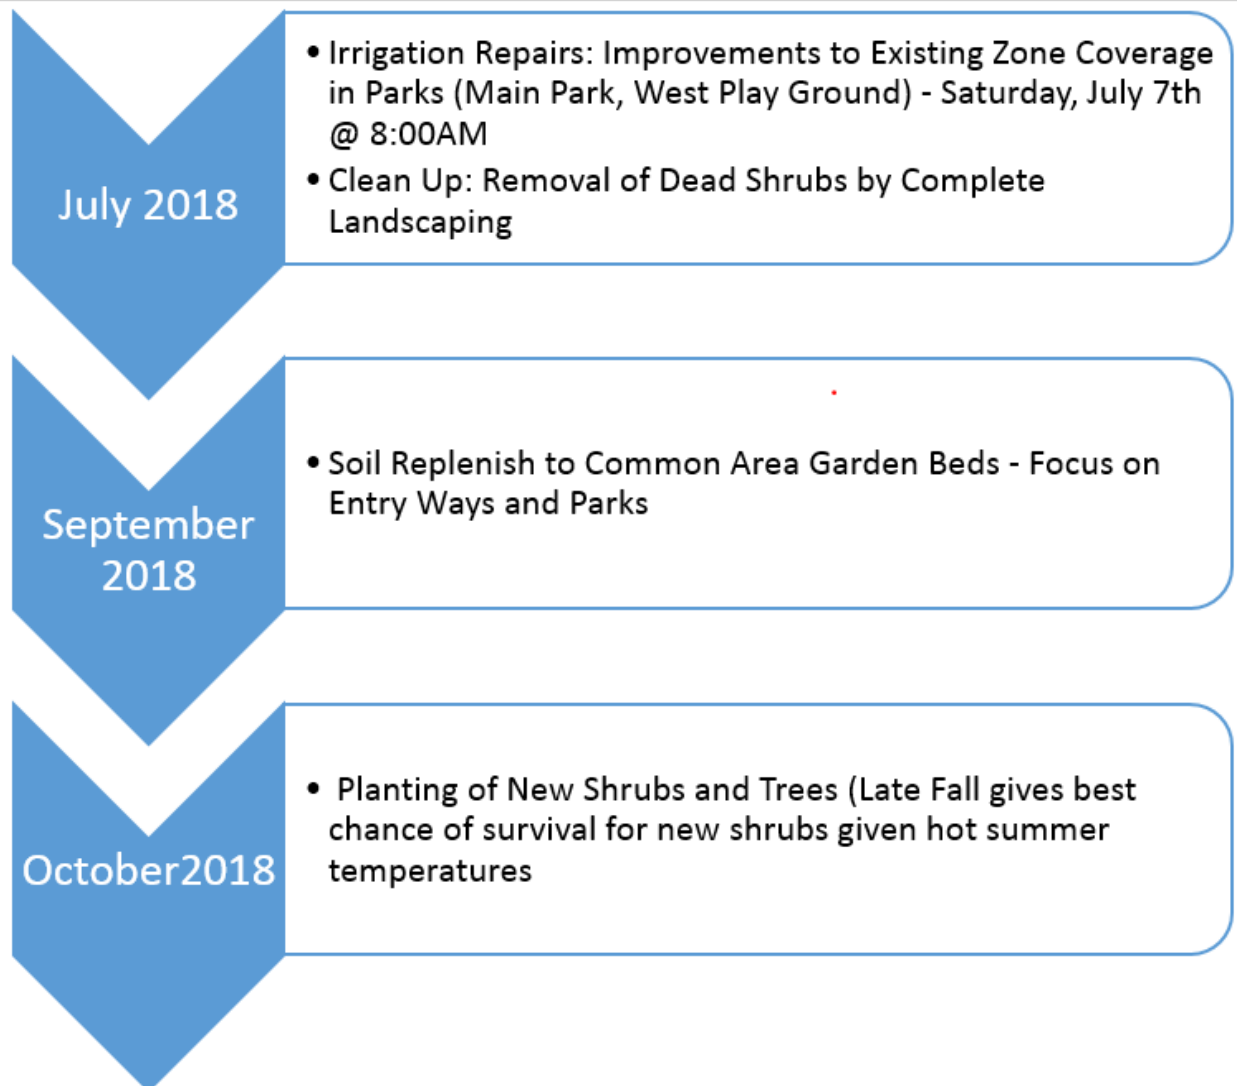 July 2018
• Irrigation Repairs: Improvements to Existing Zone Coverage
in Parks (Main Park, West Play Ground) - Saturday, July 7th
@ 8:00AM
• Clean Up: Removal of Dead Shrubs by Complete
Landscaping
September
2018
• Soil Replenish to Common Area Garden Beds - Focus on
Entry Ways and Parks
October2018
• Planting of New Shrubs and Trees (Late Fall gives best
chance of survival for new shrubs given hot summer
temperatures